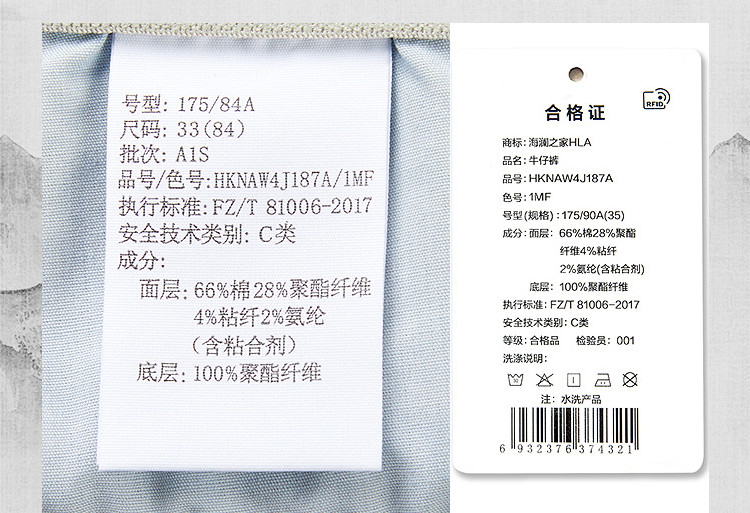 号型: 175/84A
尺码: 33(84)
批次: A1S
品号/色号:HKNAW4J187A/1MF
执行标准:FZ/T 81006-2017
安全技术类别: C类
成分:
面层: 66%棉28%聚酯纤维
4%粘纤2%氨纶
(含粘合剂)
底层: 100%聚酯纤维
合格证
RFID
商标: 海澜之家HLA
品名: 牛仔裤
品号: HKNAW4J187A
色号: 1MF
号型(规格): 175/90A(35)
成分: 面层: 66%棉28%聚酯
纤维4%粘纤
2%氨纶(含粘合剂)
底层: 100%聚酯纤维
执行标准: FZ/T 81006-2017
安全技术类别: C类
等级: 合格品 检验员: 001
洗涤说明:
注: 水洗产品
6 932376 374321